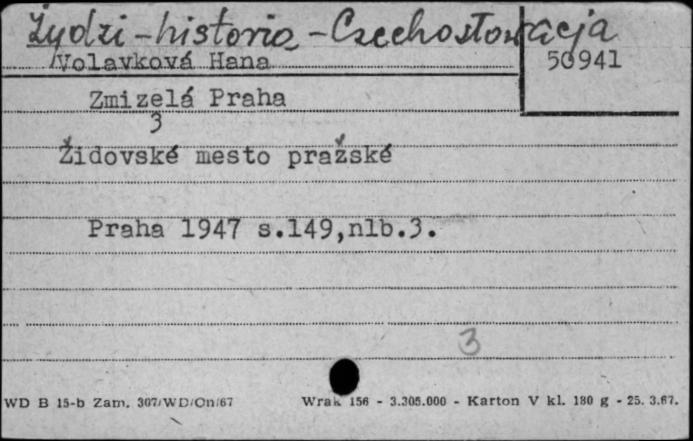 Żydzi - historia - Czechosłowacja
Volavková Hana
50941
Zmizelá Praha
3
Židovské mesto pražské
Praha 1947 s.149,nlb.3.
3
WD B 15-b Zam. 307/WD/On/67 Wrak 156 - 3.305.000 - Karton V kl. 180 g - 25. 3.67.